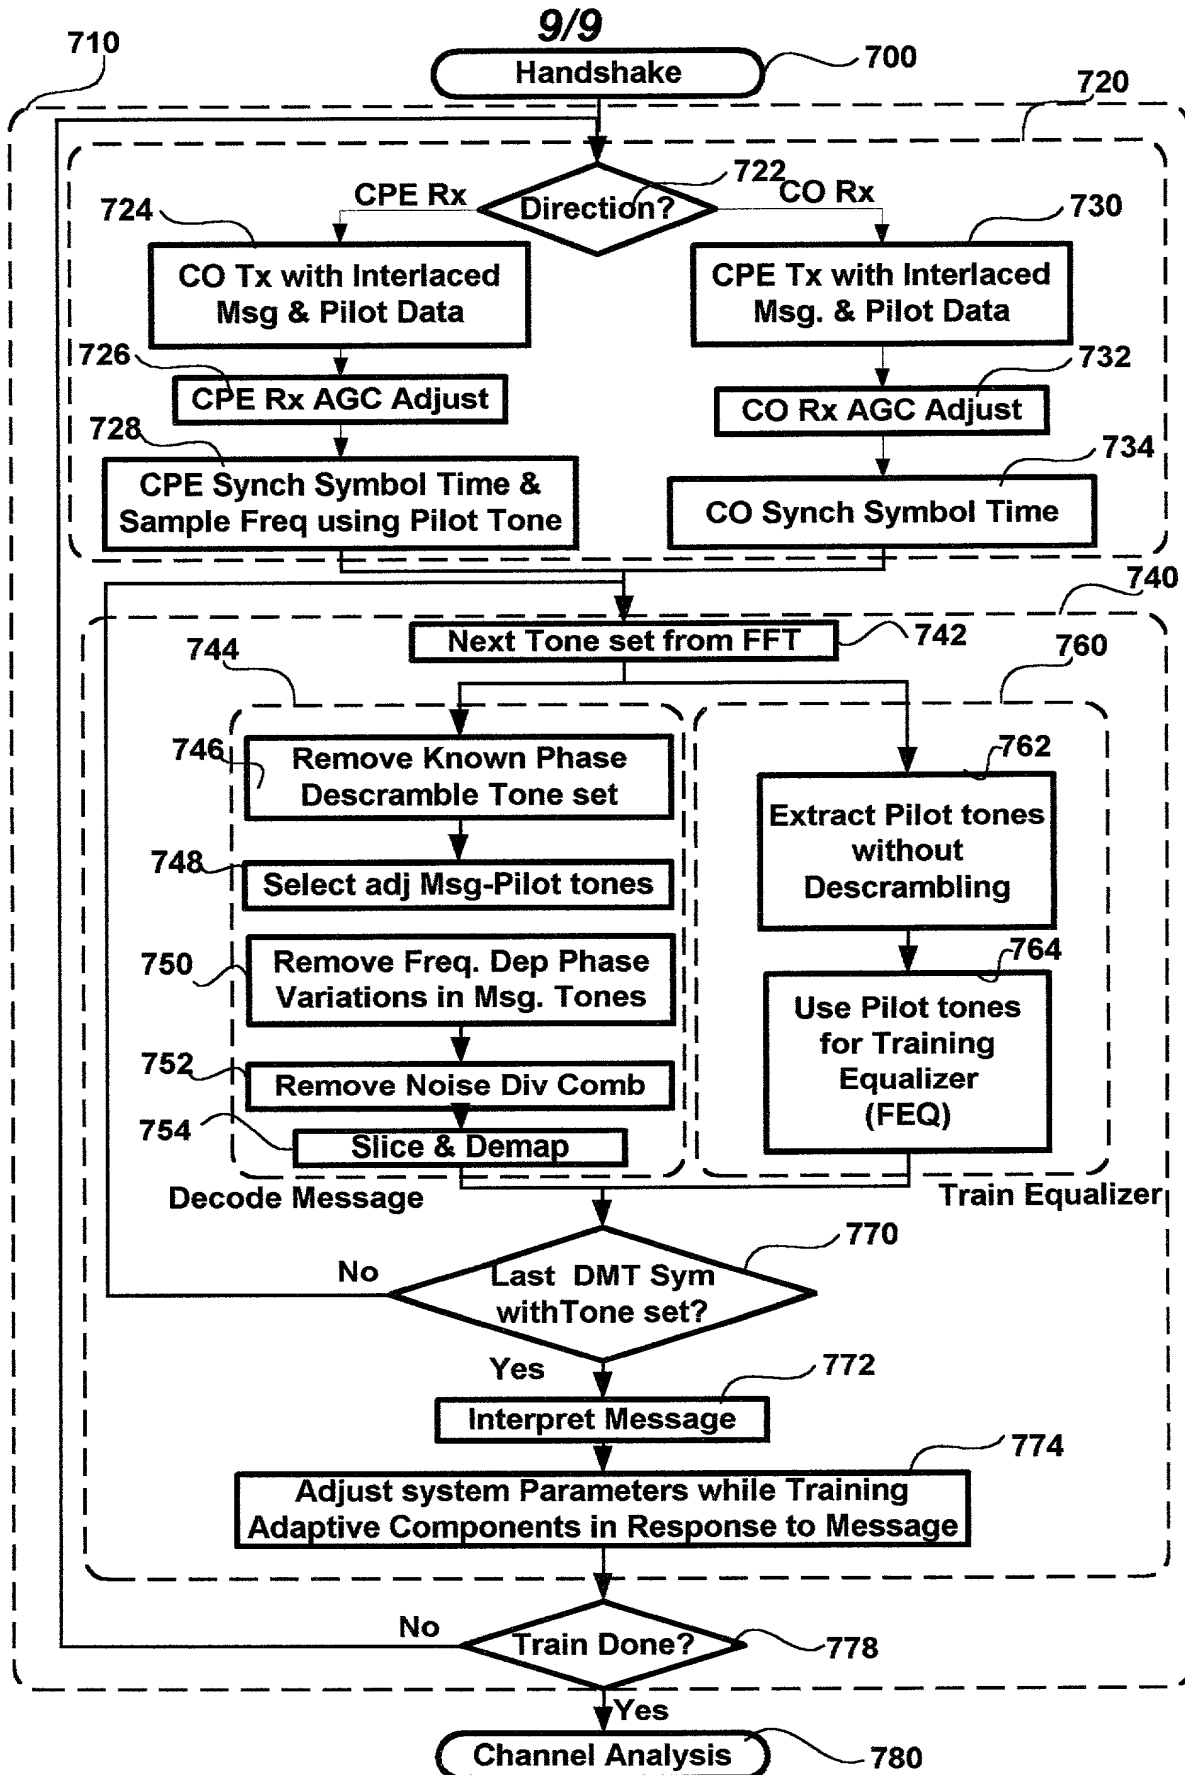 9/9
710
Handshake
700
720
722
CPE Rx
Direction?
CO Rx
724
730
CO Tx with Interlaced
Msg & Pilot Data
CPE Tx with Interlaced
Msg. & Pilot Data
726
CPE Rx AGC Adjust
732
CO Rx AGC Adjust
728
CPE Synch Symbol Time &
Sample Freq using Pilot Tone
734
CO Synch Symbol Time
740
Next Tone set from FFT
742
744
760
746
Remove Known Phase
Descramble Tone set
748
Select adj Msg-Pilot tones
750
Remove Freq. Dep Phase
Variations in Msg. Tones
752
Remove Noise Div Comb
754
Slice & Demap
Decode Message
762
Extract Pilot tones
without
Descrambling
764
Use Pilot tones
for Training
Equalizer
(FEQ)
Train Equalizer
770
No
Last DMT Sym
withTone set?
Yes
772
Interpret Message
774
Adjust system Parameters while Training
Adaptive Components in Response to Message
No
Train Done?
778
Yes
Channel Analysis
780